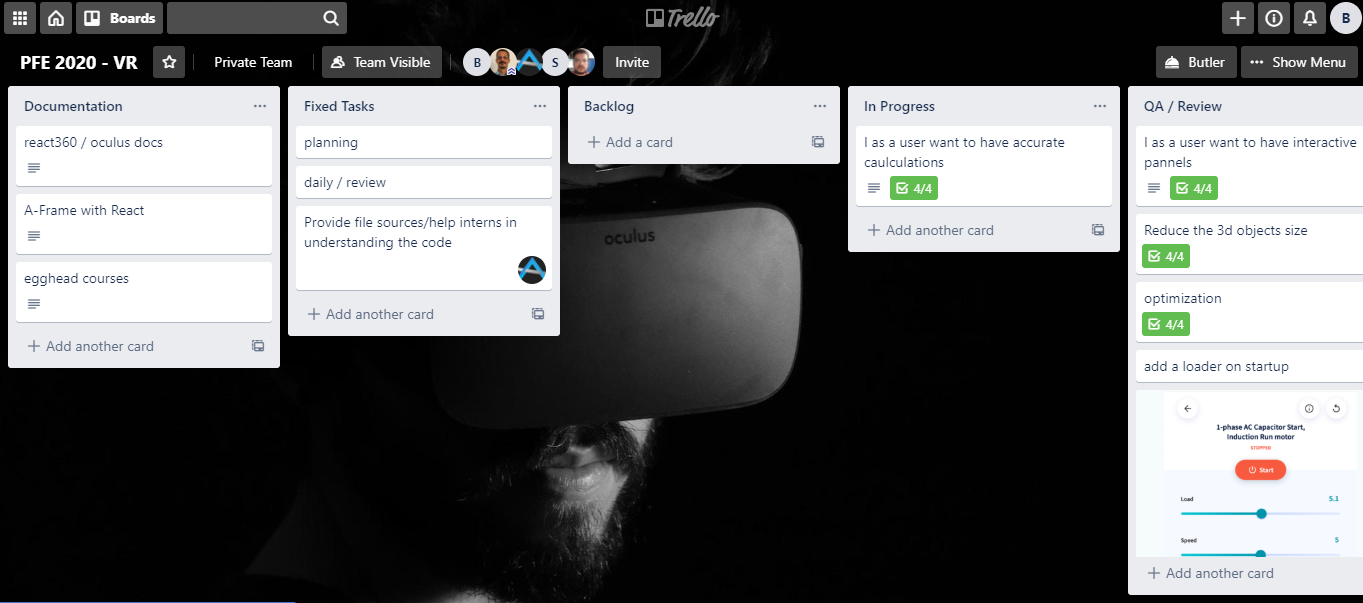 Boards
Trello
B
PFE 2020 - VR
Private Team
Team Visible
B
S
Invite
Butler
Show Menu
Documentation
react360 / oculus docs
A-Frame with React
egghead courses
Add another card
Fixed Tasks
planning
daily / review
Provide file sources/help interns in
understanding the code
Add another card
Backlog
Add a card
oculus
In Progress
I as a user want to have accurate
caulculations
4/4
Add another card
QA / Review
I as a user want to have interactive
pannels
4/4
Reduce the 3d objects size
4/4
optimization
4/4
add a loader on startup
1-phase AC Capacitor Start,
Induction Run motor
STOPPED
Start
Load 5.1
Speed 5
Add another card